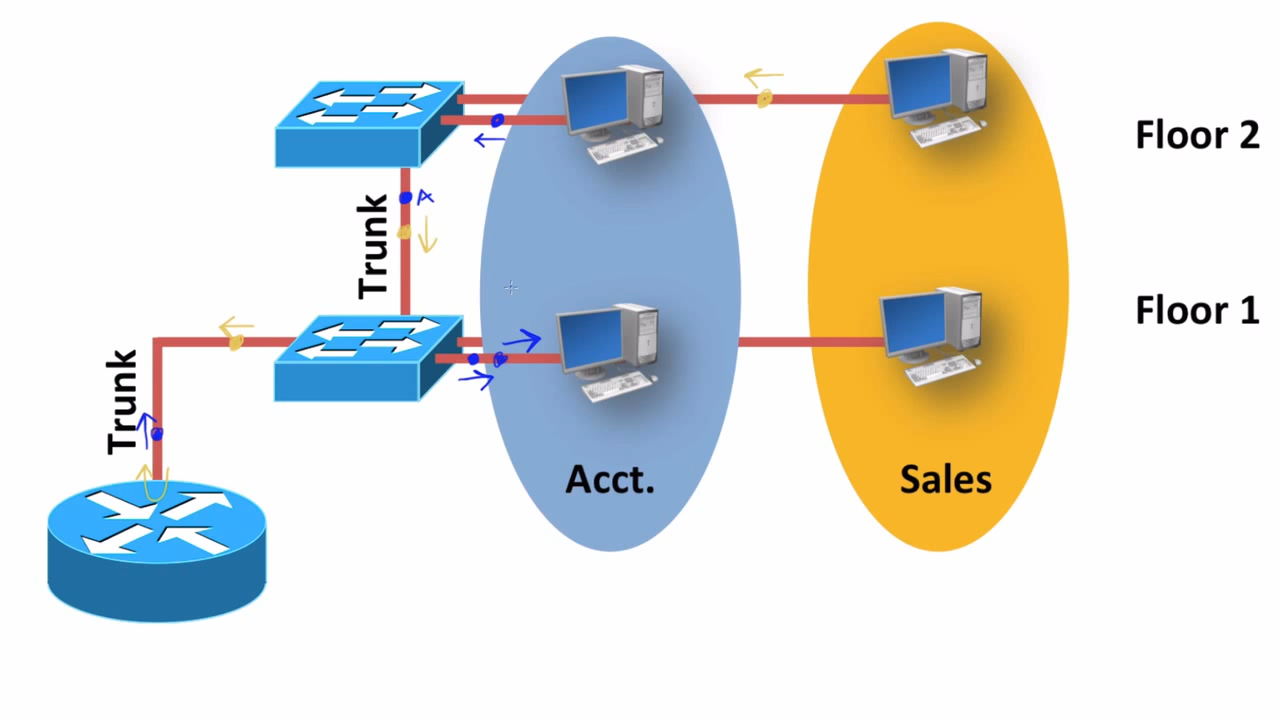 Floor 2
Trunk
A
Floor 1
Trunk
Acct.
Sales